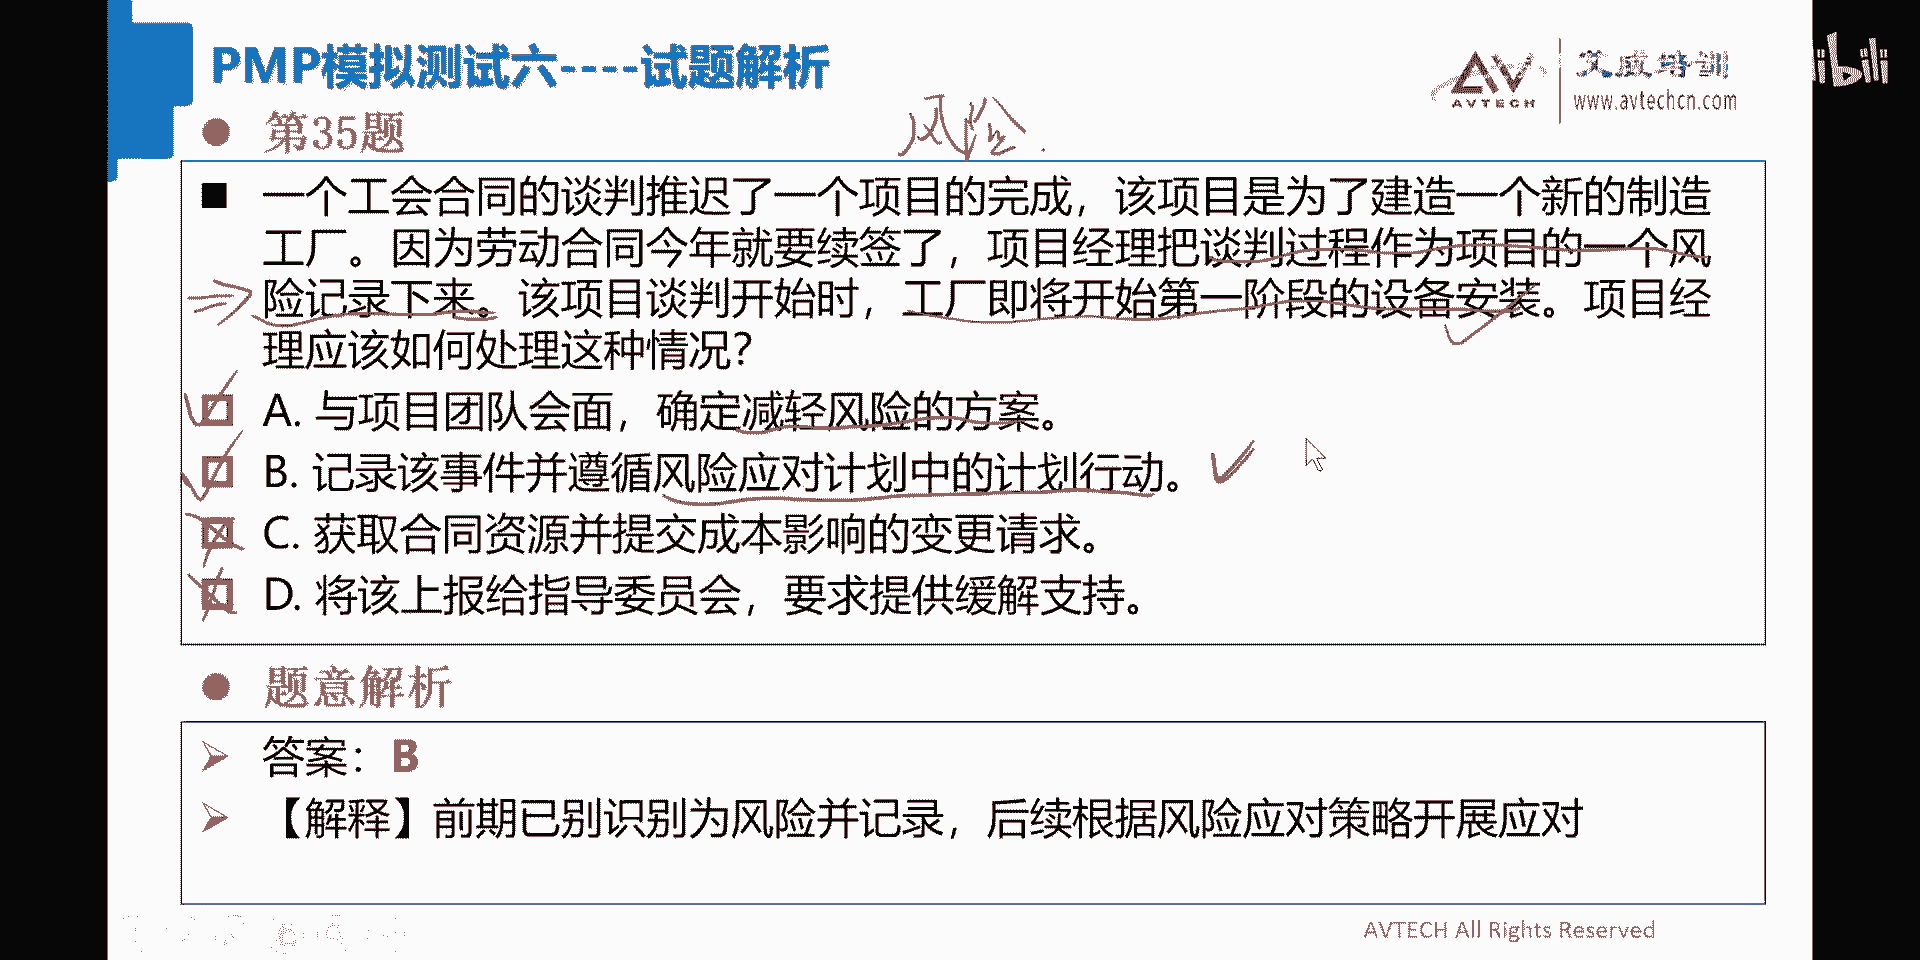 PMP模拟测试六----试题解析
AVTECH
艾威培训
www.avtechcn.com
第35题
风险.
一个工会合同的谈判推迟了一个项目的完成，该项目是为了建造一个新的制造
工厂。因为劳动合同今年就要续签了，项目经理把谈判过程作为项目的一个风
险记录下来。该项目谈判开始时，工厂即将开始第一阶段的设备安装。项目经
理应该如何处理这种情况？
A. 与项目团队会面，确定减轻风险的方案。
B. 记录该事件并遵循风险应对计划中的计划行动。
C. 获取合同资源并提交成本影响的变更请求。
D. 将该上报给指导委员会，要求提供缓解支持。
题意解析
答案：B
【解释】前期已别识别为风险并记录，后续根据风险应对策略开展应对
AVTECH All Rights Reserved